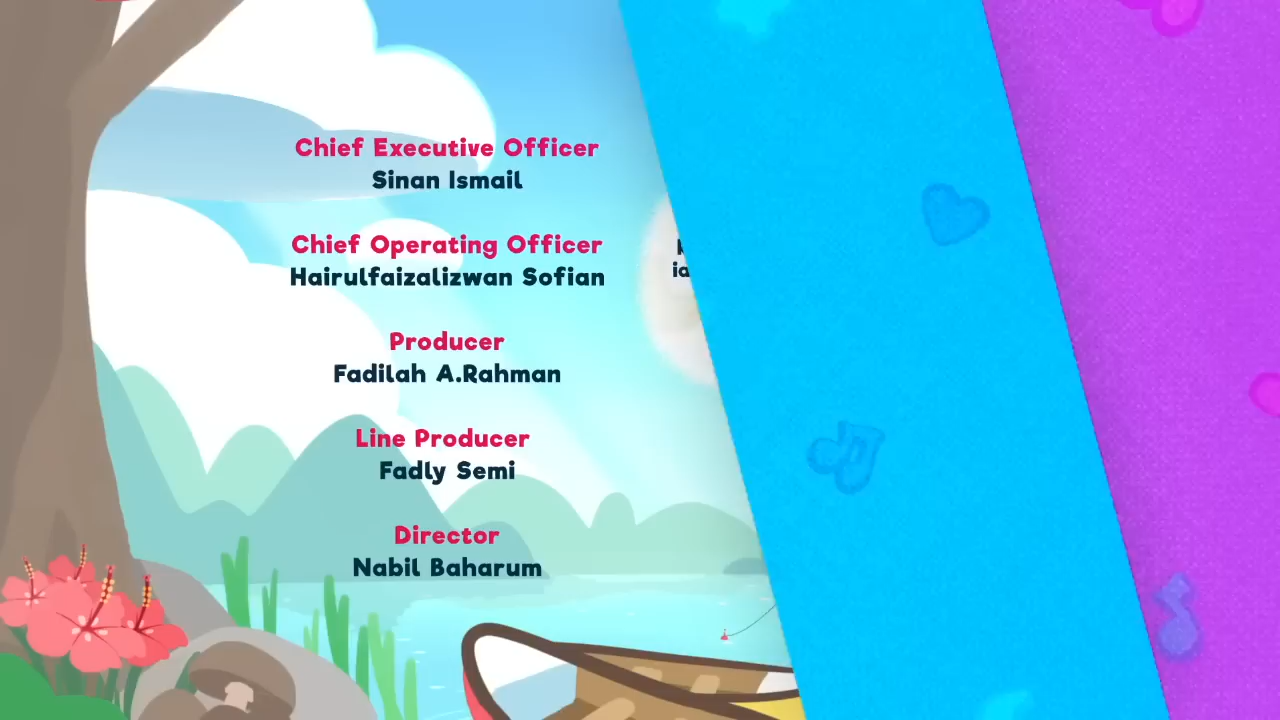 Chief Executive Officer
Sinan Ismail
Chief Operating Officer
Hairulfaizalizwan Sofian
Producer
Fadilah A.Rahman
Line Producer
Fadly Semi
Director
Nabil Baharum